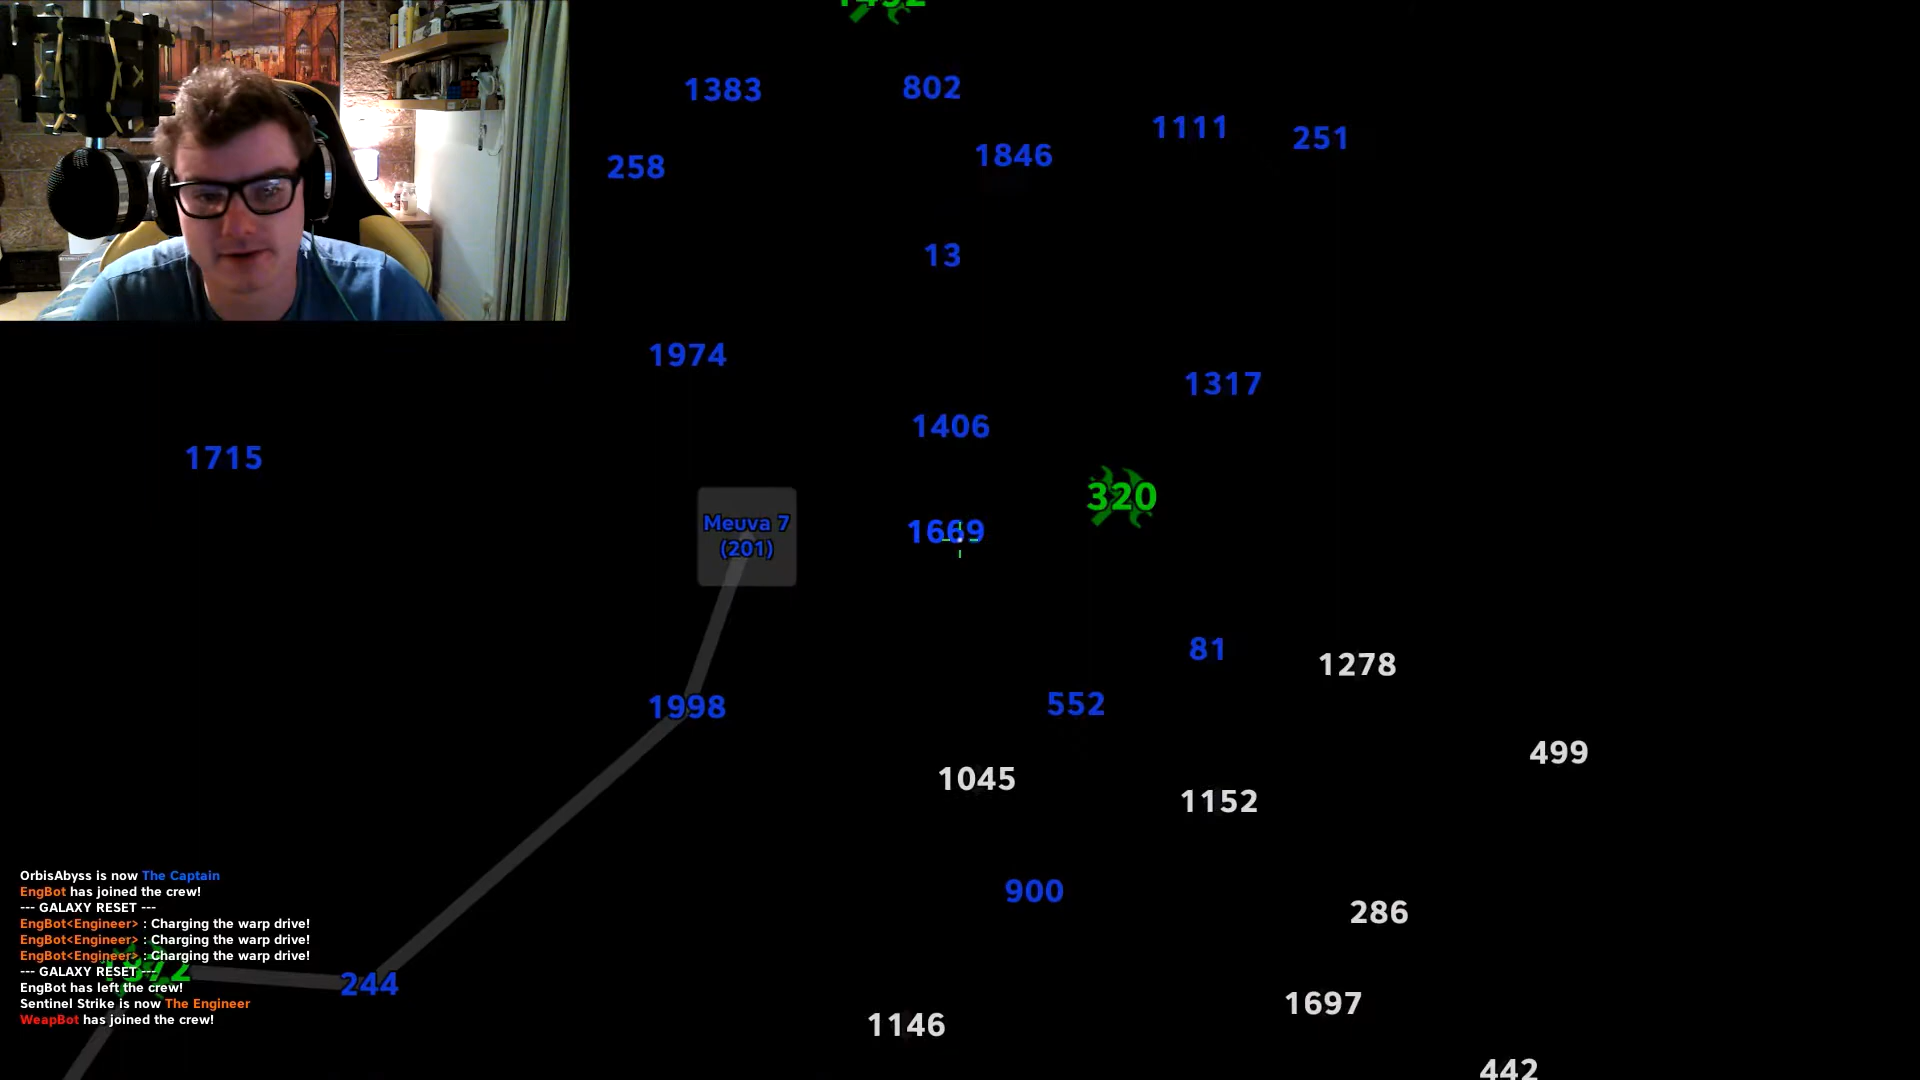 1452
1383
802
1111
251
1846
258
13
1974
1317
1406
1715
320
Meuva 7
(201)
1669
81
1278
1998
552
499
1045
1152
900
286
244
1697
1146
442
OrbisAbyss is now The Captain
EngBot has joined the crew!
--- GALAXY RESET ---
EngBot<Engineer> : Charging the warp drive!
EngBot<Engineer> : Charging the warp drive!
EngBot<Engineer> : Charging the warp drive!
--- GALAXY RESET ---
EngBot has left the crew!
Sentinel Strike is now The Engineer
WeapBot has joined the crew!